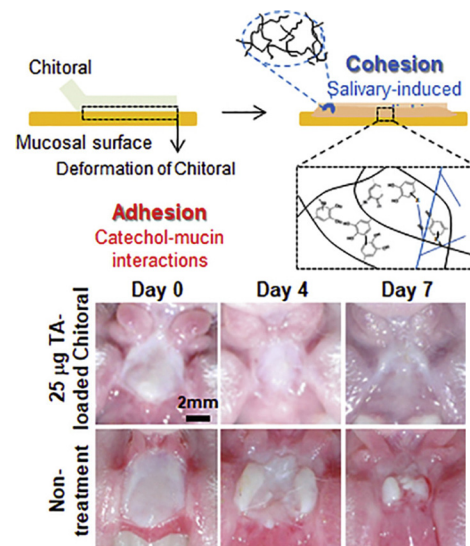 Chitoral
Mucosal surface
Deformation of Chitoral
Cohesion
Salivary-induced
Adhesion
Catechol-mucin
interactions
Day 0
Day 4
Day 7
25 μg TA-
loaded Chitoral
2mm
Non-
treatment